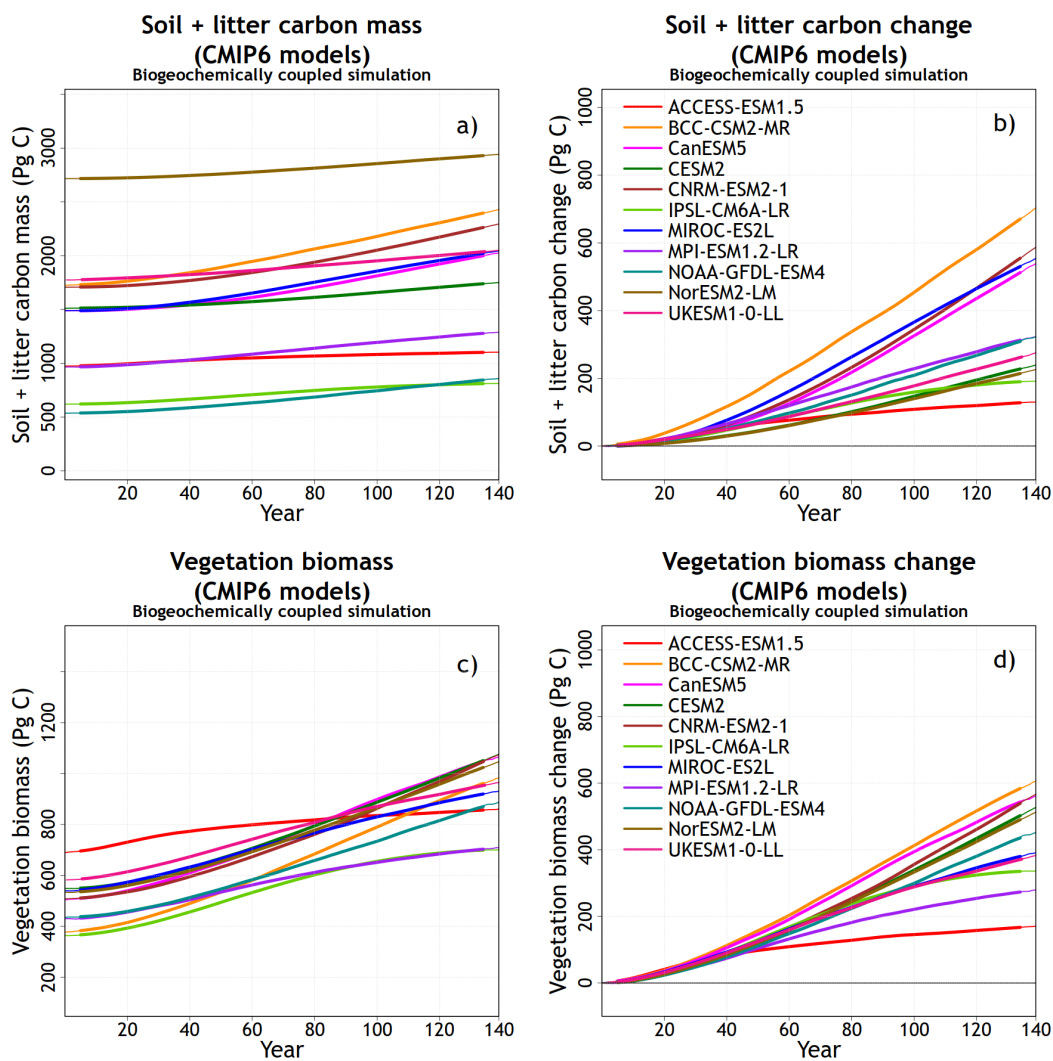 Soil + litter carbon mass
(CMIP6 models)
Biogeochemically coupled simulation
a)
Soil + litter carbon mass (Pg C)
3000
2000
1000
500
0
20 40 60 80 100 120 140
Year
Soil + litter carbon change
(CMIP6 models)
Biogeochemically coupled simulation
b)
ACCESS-ESM1.5
BCC-CSM2-MR
CanESM5
CESM2
CNRM-ESM2-1
IPSL-CM6A-LR
MIROC-ES2L
MPI-ESM1.2-LR
NOAA-GFDL-ESM4
NorESM2-LM
UKESM1-0-LL
Soil + litter carbon change (Pg C)
1000
800
600
400
200
0
20 40 60 80 100 120 140
Year
Vegetation biomass
(CMIP6 models)
Biogeochemically coupled simulation
c)
Vegetation biomass (Pg C)
1200
800
600
400
200
20 40 60 80 100 120 140
Year
Vegetation biomass change
(CMIP6 models)
Biogeochemically coupled simulation
d)
ACCESS-ESM1.5
BCC-CSM2-MR
CanESM5
CESM2
CNRM-ESM2-1
IPSL-CM6A-LR
MIROC-ES2L
MPI-ESM1.2-LR
NOAA-GFDL-ESM4
NorESM2-LM
UKESM1-0-LL
Vegetation biomass change (Pg C)
1000
800
600
400
200
0
20 40 60 80 100 120 140
Year